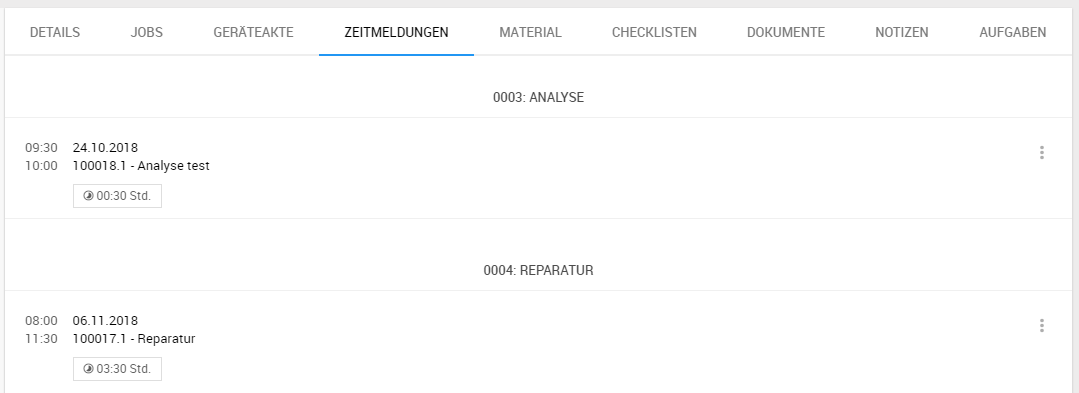 DETAILS JOBS GERÄTEAKTE ZEITMELDUNGEN MATERIAL CHECKLISTEN DOKUMENTE NOTIZEN AUFGABEN
0003: ANALYSE
09:30 24.10.2018
10:00 100018.1 - Analyse test
00:30 Std.
0004: REPARATUR
08:00 06.11.2018
11:30 100017.1 - Reparatur
03:30 Std.